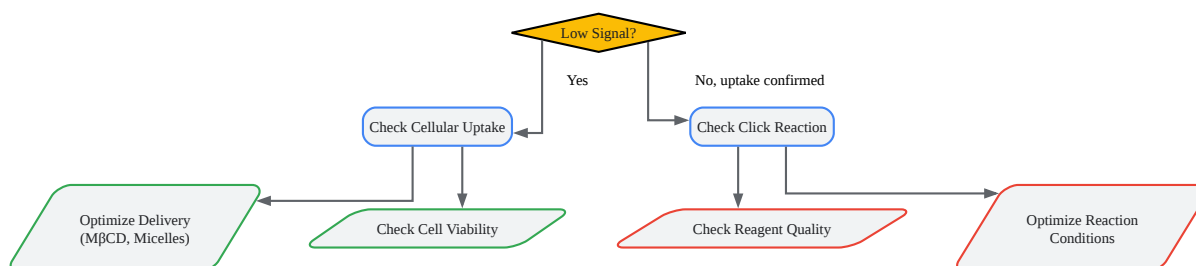 Low Signal?
Yes
No, uptake confirmed
Check Cellular Uptake
Check Click Reaction
Optimize Delivery
(MβCD, Micelles)
Check Cell Viability
Check Reagent Quality
Optimize Reaction
Conditions